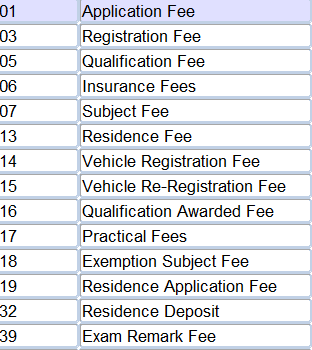 01 Application Fee
03 Registration Fee
05 Qualification Fee
06 Insurance Fees
07 Subject Fee
13 Residence Fee
14 Vehicle Registration Fee
15 Vehicle Re-Registration Fee
16 Qualification Awarded Fee
17 Practical Fees
18 Exemption Subject Fee
19 Residence Application Fee
32 Residence Deposit
39 Exam Remark Fee